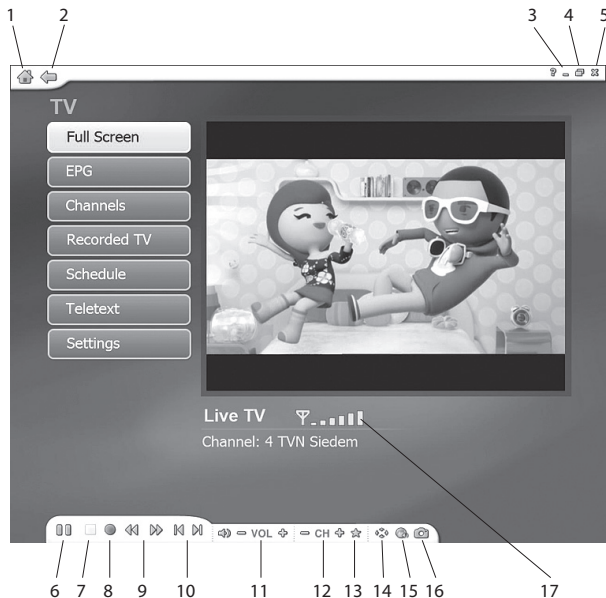 1 2 3 4 5
?
TV
Full Screen
EPG
Channels
Recorded TV
Schedule
Teletext
Settings
Live TV
Channel: 4 TVN Siedem
VOL CH
6 7 8 9 10 11 12 13 14 15 16 17